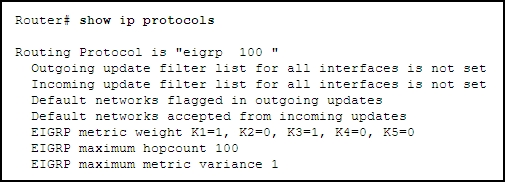 Router# show ip protocols
Routing Protocol is "eigrp 100 "
Outgoing update filter list for all interfaces is not set
Incoming update filter list for all interfaces is not set
Default networks flagged in outgoing updates
Default networks accepted from incoming updates
EIGRP metric weight K1=1, K2=0, K3=1, K4=0, K5=0
EIGRP maximum hopcount 100
EIGRP maximum metric variance 1